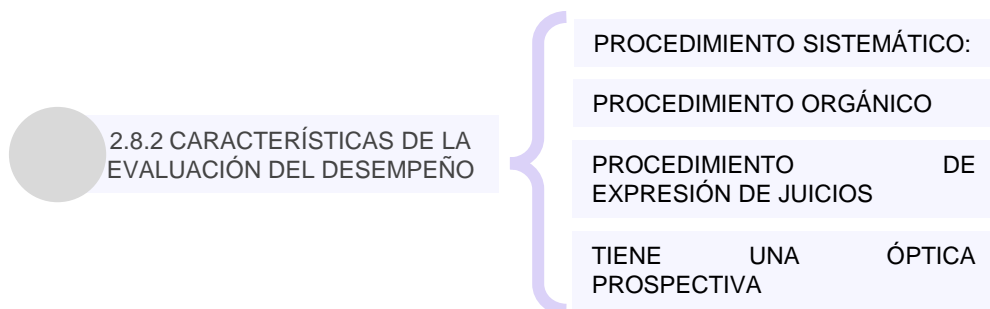 2.8.2 CARACTERÍSTICAS DE LA
EVALUACIÓN DEL DESEMPEÑO
PROCEDIMIENTO SISTEMÁTICO:
PROCEDIMIENTO ORGÁNICO
PROCEDIMIENTO DE
EXPRESIÓN DE JUICIOS
TIENE UNA ÓPTICA
PROSPECTIVA